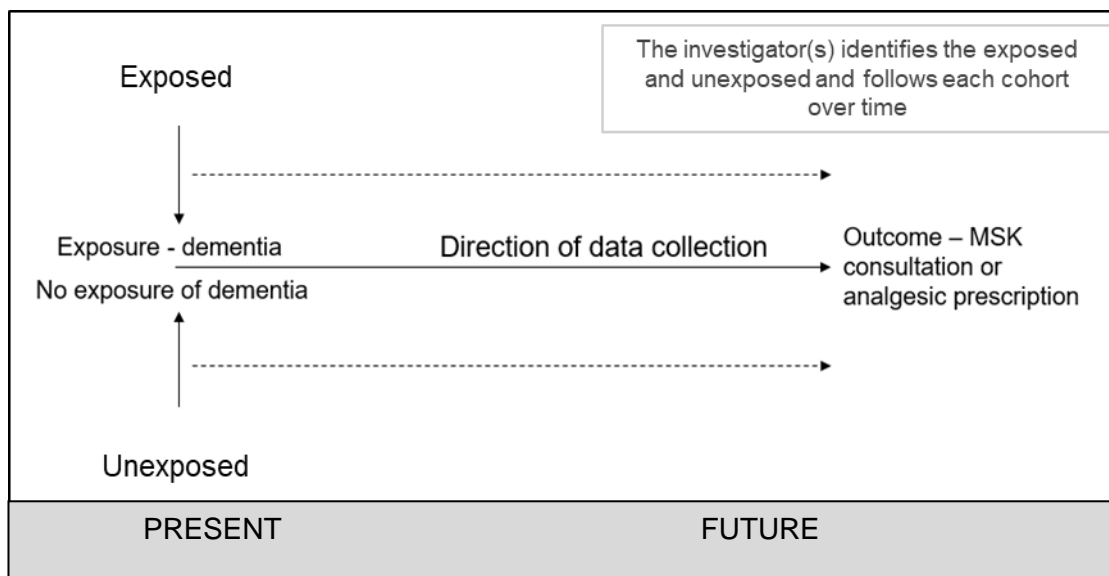 The investigator(s) identifies the exposed
and unexposed and follows each cohort
over time
Exposed
Exposure - dementia
No exposure of dementia
Direction of data collection
Outcome – MSK
consultation or
analgesic prescription
Unexposed
PRESENT
FUTURE